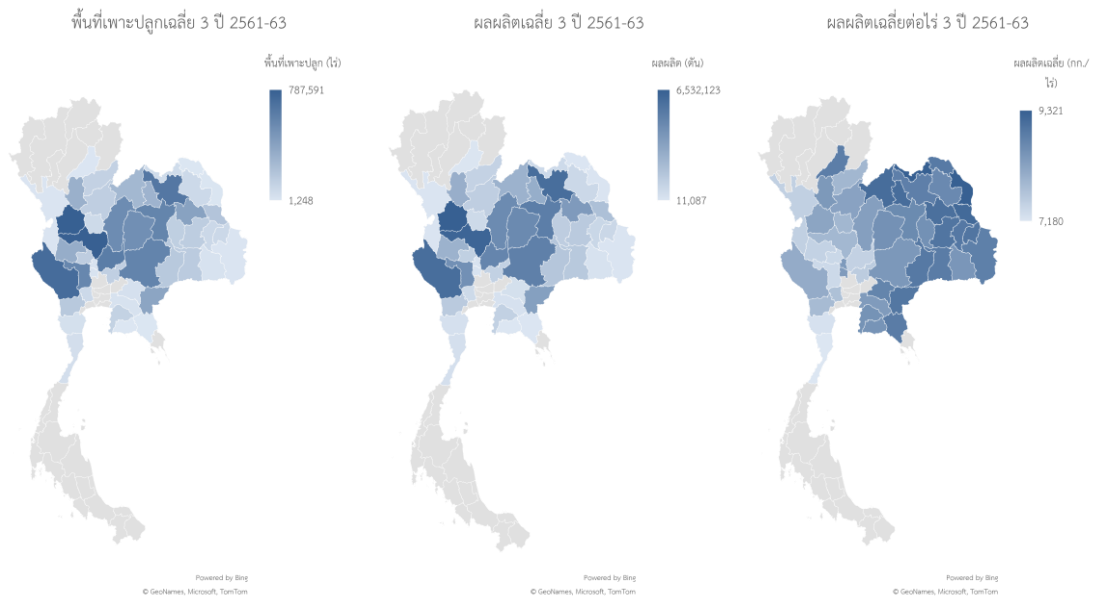 พื้นที่เพาะปลูกเฉลี่ย 3 ปี 2561-63
พื้นที่เพาะปลูก (ไร่)
787,591
1,248
Powered by Bing
© GeoNames, Microsoft, TomTom
ผลผลิตเฉลี่ย 3 ปี 2561-63
ผลผลิต (ตัน)
6,532,123
11,087
Powered by Bing
© GeoNames, Microsoft, TomTom
ผลผลิตเฉลี่ยต่อไร่ 3 ปี 2561-63
ผลผลิตเฉลี่ย (กก./
ไร่)
9,321
7,180
Powered by Bing
© GeoNames, Microsoft, TomTom